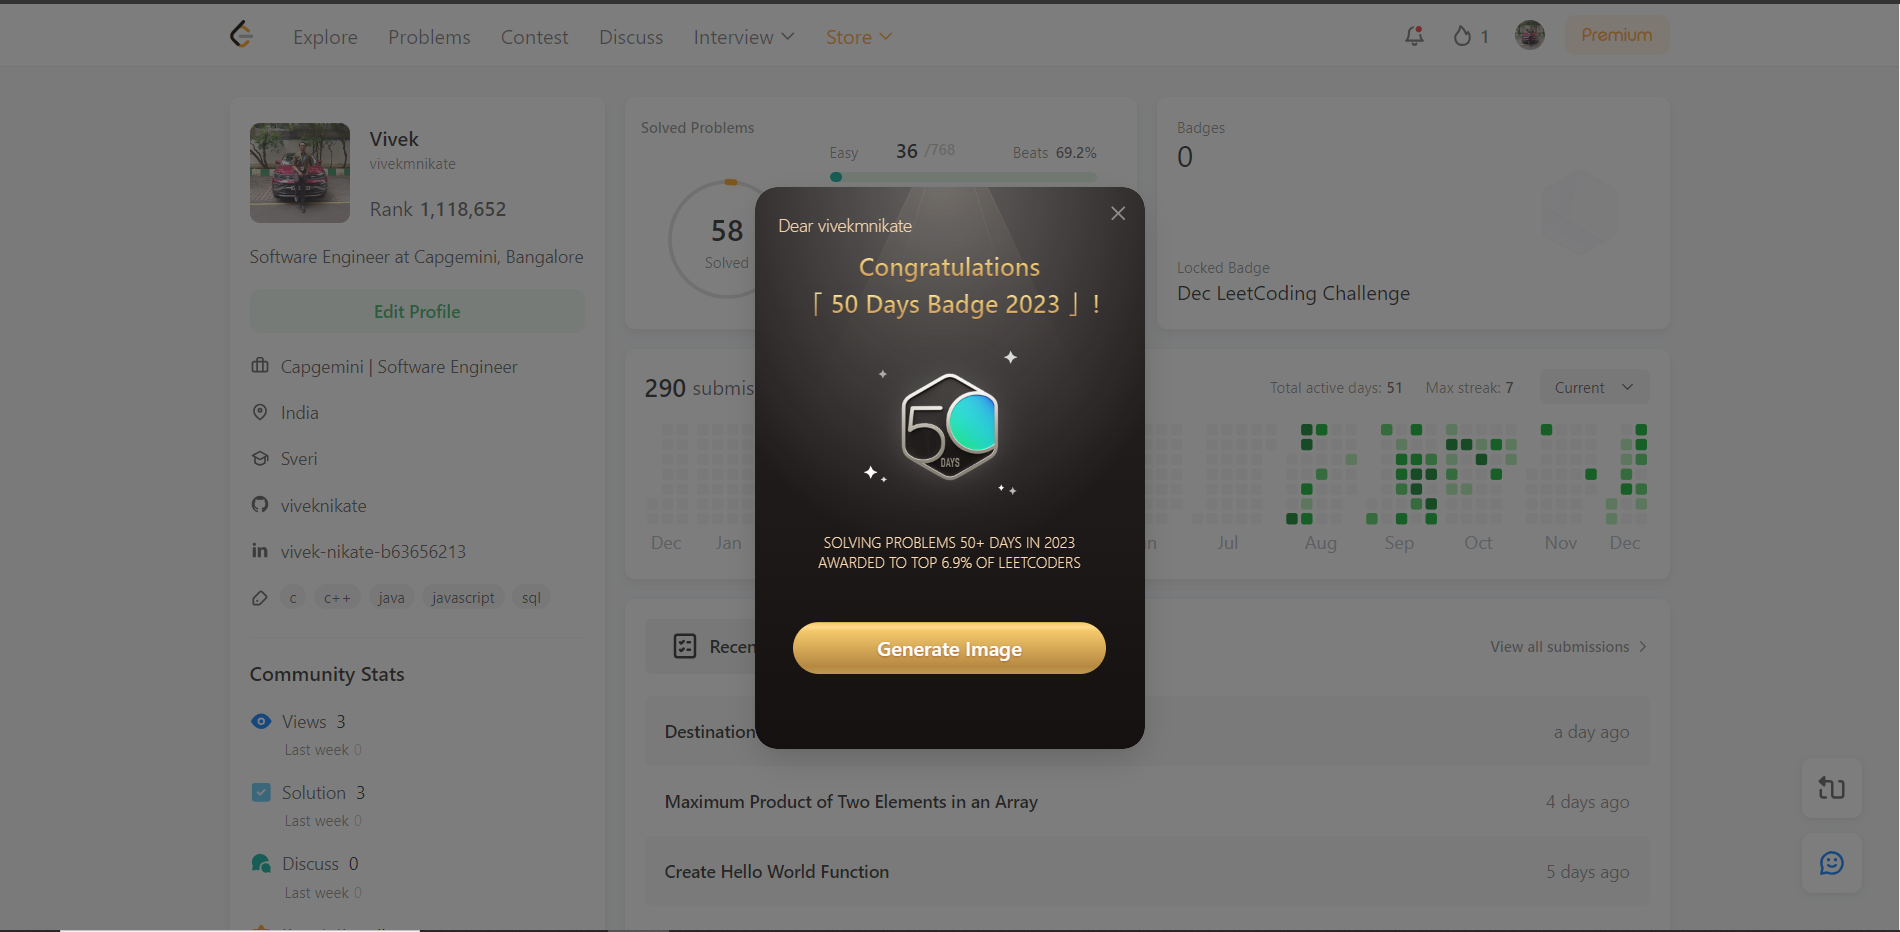 Explore Problems Contest Discuss Interview Store 1 Premium
Vivek
vivekmnikate
Rank 1,118,652
Software Engineer at Capgemini, Bangalore
Edit Profile
Capgemini | Software Engineer
India
Sveri
viveknikate
vivek-nikate-b63656213
c c++ java javascript sql
Community Stats
Views 3
Last week 0
Solution 3
Last week 0
Discuss 0
Last week 0
Solved Problems
Easy 36 /768 Beats 69.2%
58
Solved
Badges
0
Locked Badge
Dec LeetCoding Challenge
Dear vivekmnikate
Congratulations
「 50 Days Badge 2023 」 !
50
DAYS
SOLVING PROBLEMS 50+ DAYS IN 2023
AWARDED TO TOP 6.9% OF LEETCODERS
Generate Image
290 submis
Total active days: 51 Max streak: 7 Current
Dec Jan Jul Aug Sep Oct Nov Dec
Recen
View all submissions
Destination a day ago
Maximum Product of Two Elements in an Array 4 days ago
Create Hello World Function 5 days ago